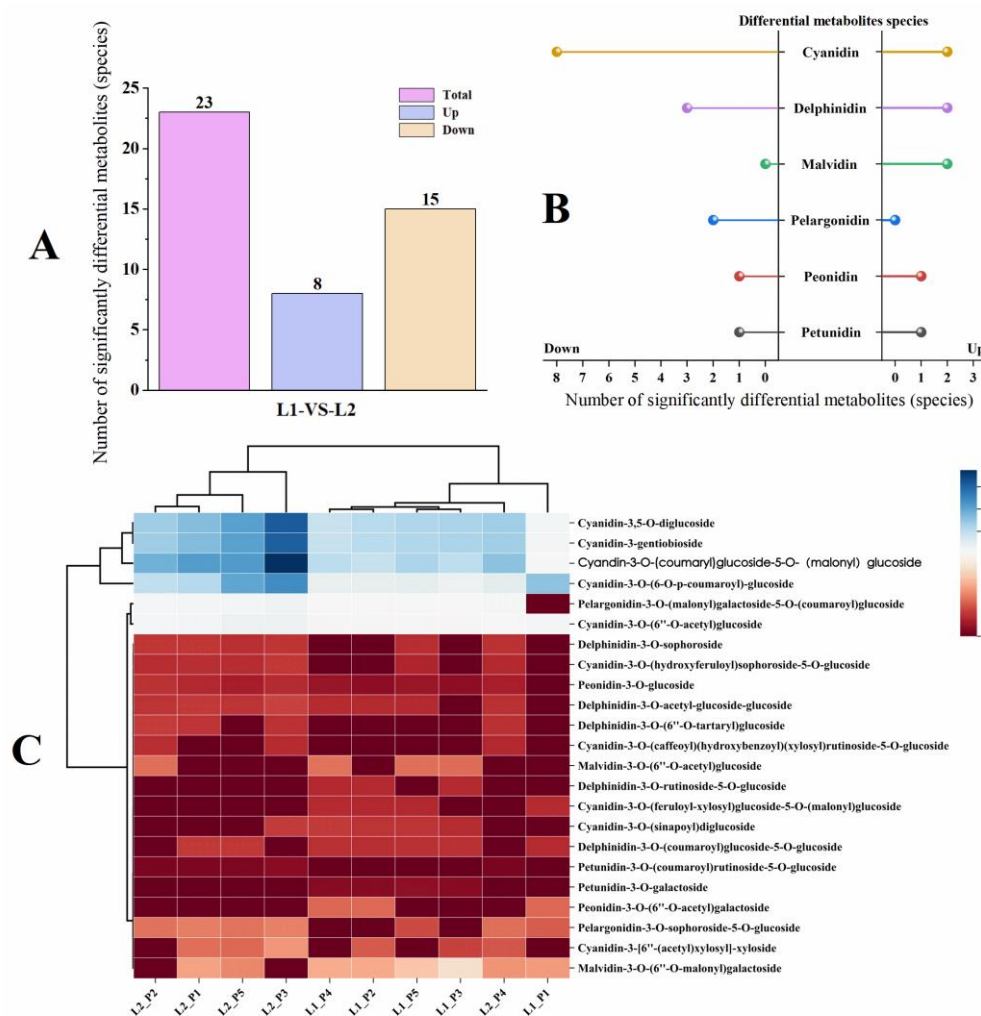 A
Number of significantly differential metabolites (species)
25
20
15
10
5
0
23
8
15
Total
Up
Down
L1-VS-L2
B
Differential metabolites species
Cyanidin
Delphinidin
Malvidin
Pelargonidin
Peonidin
Petunidin
Down
Up
8 7 6 5 4 3 2 1 0 0 1 2 3
Number of significantly differential metabolites (species)
C
Cyanidin-3,5-O-diglucoside
Cyanidin-3-gentiobioside
Cyandin-3-O-(coumaryl)glucoside-5-O- (malonyl) glucoside
Cyanidin-3-O-(6-O-p-coumaroyl)-glucoside
Pelargonidin-3-O-(malonyl)galactoside-5-O-(coumaroyl)glucoside
Cyanidin-3-O-(6''-O-acetyl)glucoside
Delphinidin-3-O-sophoroside
Cyanidin-3-O-(hydroxyferuloyl)sophoroside-5-O-glucoside
Peonidin-3-O-glucoside
Delphinidin-3-O-acetyl-glucoside-glucoside
Delphinidin-3-O-(6''-O-tartaryl)glucoside
Cyanidin-3-O-(caffeoyl)(hydroxybenzoyl)(xylosyl)rutinoside-5-O-glucoside
Malvidin-3-O-(6''-O-acetyl)glucoside
Delphinidin-3-O-rutinoside-5-O-glucoside
Cyanidin-3-O-(feruloyl-xylosyl)glucoside-5-O-(malonyl)glucoside
Cyanidin-3-O-(sinapoyl)diglucoside
Delphinidin-3-O-(coumaroyl)glucoside-5-O-glucoside
Petunidin-3-O-(coumaroyl)rutinoside-5-O-glucoside
Petunidin-3-O-galactoside
Peonidin-3-O-(6''-O-acetyl)galactoside
Pelargonidin-3-O-sophoroside-5-O-glucoside
Cyanidin-3-[6''-(acetyl)xylosyl]-xyloside
Malvidin-3-O-(6''-O-malonyl)galactoside
L2_P2 L2_P1 L2_P5 L2_P3 L1_P4 L1_P2 L1_P5 L1_P3 L2_P4 L1_P1